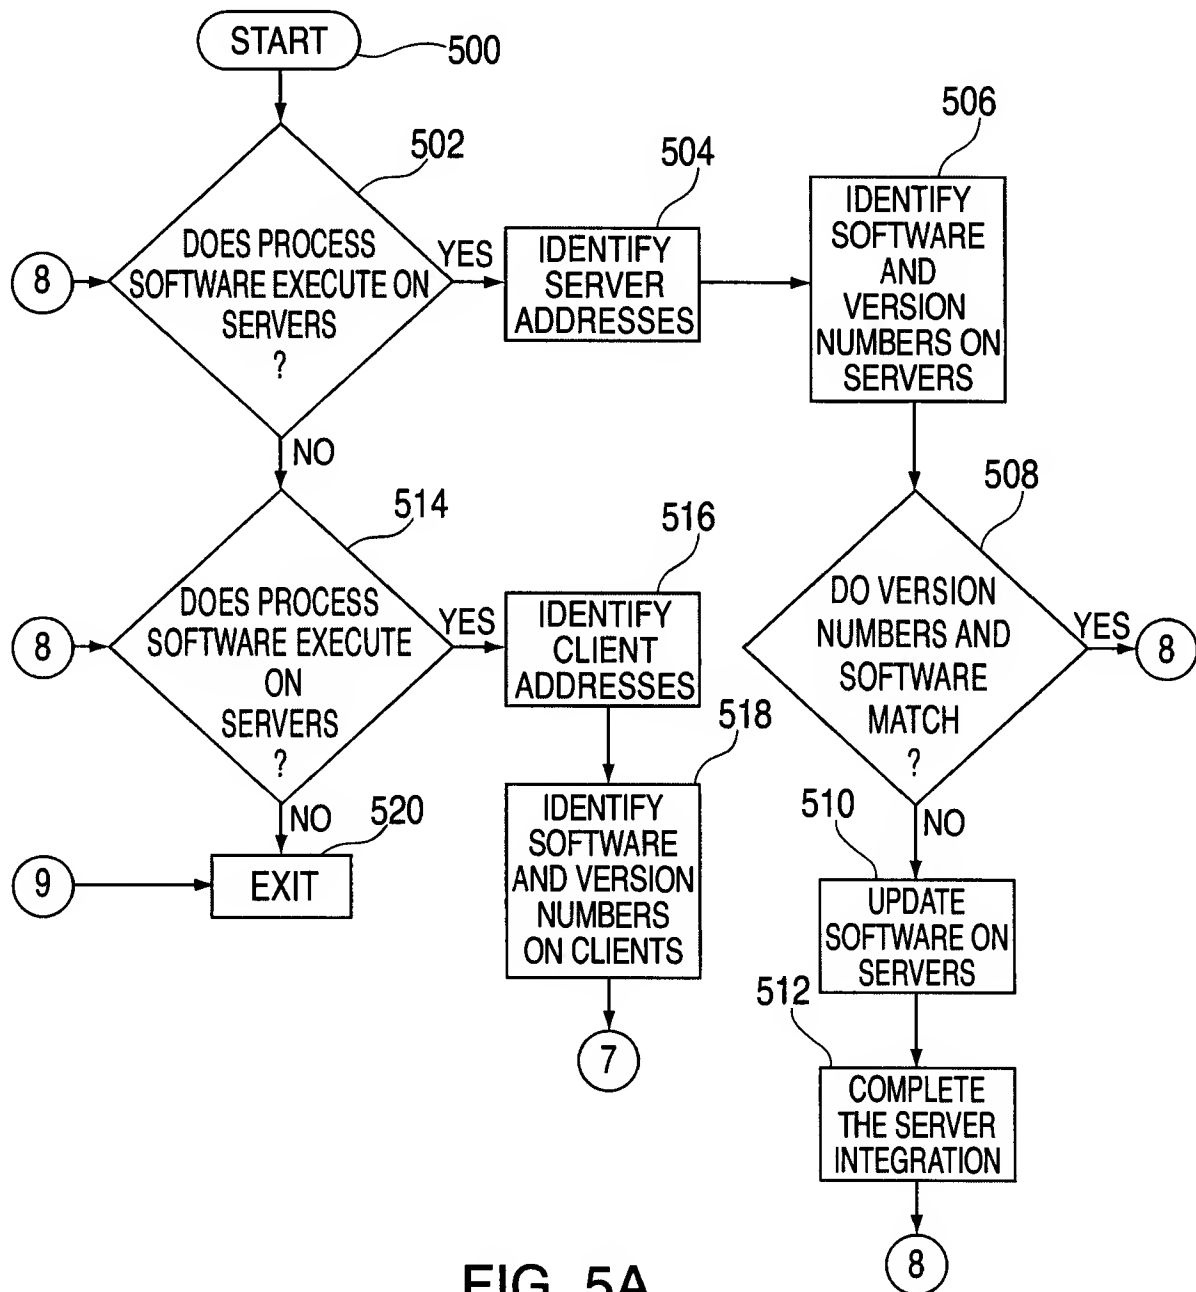 START
500
502
DOES PROCESS
SOFTWARE EXECUTE ON
SERVERS
?
8
YES
NO
504
IDENTIFY
SERVER
ADDRESSES
506
IDENTIFY
SOFTWARE
AND
VERSION
NUMBERS ON
SERVERS
508
DO VERSION
NUMBERS AND
SOFTWARE
MATCH
?
YES
8
NO
510
UPDATE
SOFTWARE ON
SERVERS
512
COMPLETE
THE SERVER
INTEGRATION
8
514
DOES PROCESS
SOFTWARE EXECUTE
ON
SERVERS
?
8
YES
NO
516
IDENTIFY
CLIENT
ADDRESSES
518
IDENTIFY
SOFTWARE
AND VERSION
NUMBERS
ON CLIENTS
7
520
EXIT
9
FIG. 5A